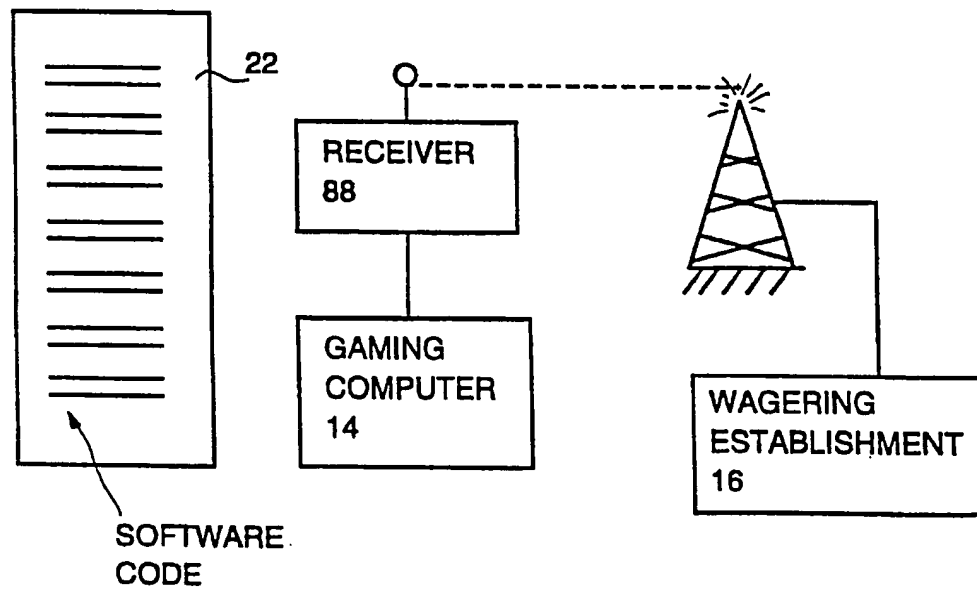 22
RECEIVER
88
GAMING
COMPUTER
14
WAGERING
ESTABLISHMENT
16
SOFTWARE
CODE